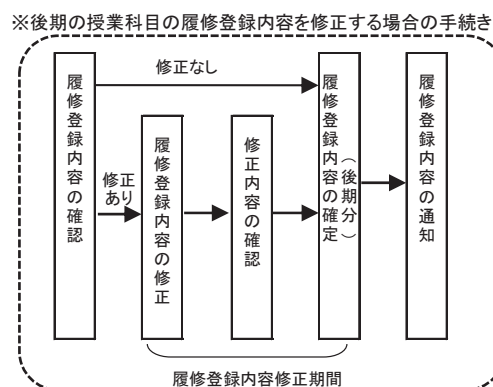 ※後期の授業科目の履修登録内容を修正する場合の手続き
履修登録内容の確認
修正なし
修正
あり
履修登録内容の修正
修正内容の確認
履修登録内容の確定
（後期分）
履修登録内容の通知
履修登録内容修正期間